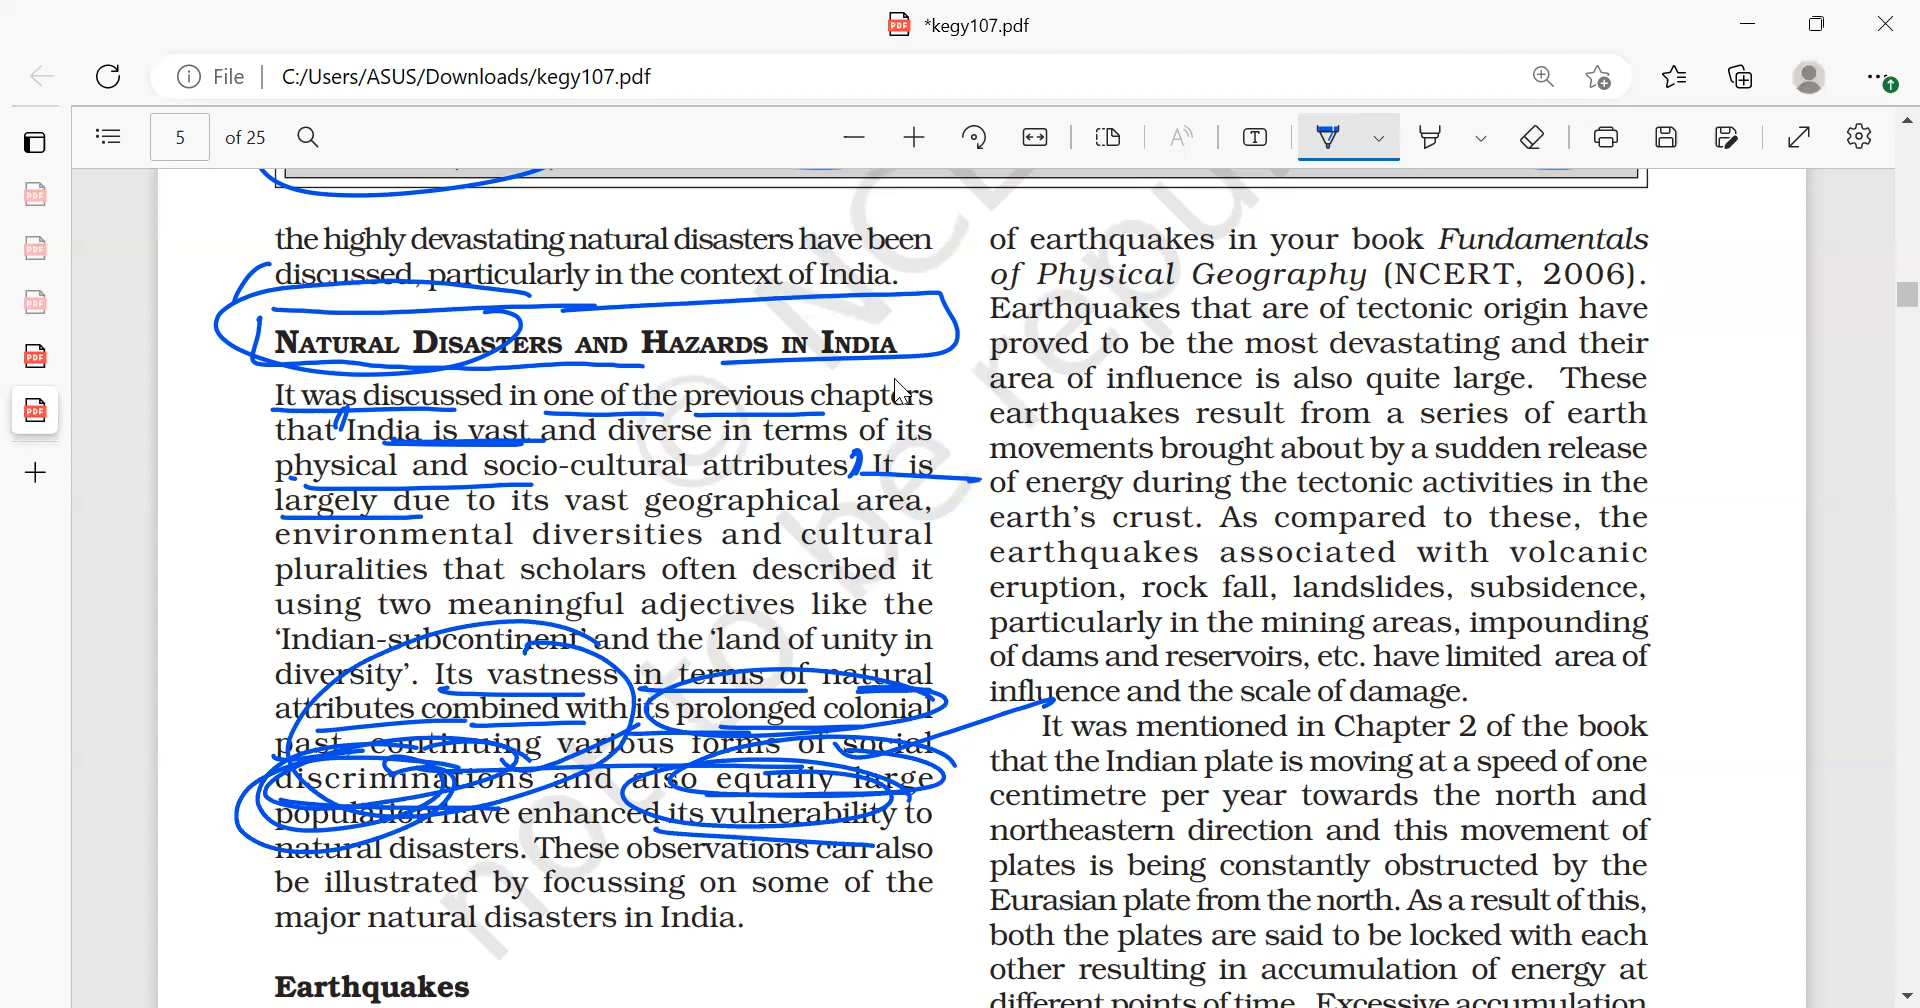 *kegy107.pdf
File
C:/Users/ASUS/Downloads/kegy107.pdf
5 of 25
the highly devastating natural disasters have been
discussed, particularly in the context of India.
NATURAL DISASTERS AND HAZARDS IN INDIA
It was discussed in one of the previous chapters
that India is vast and diverse in terms of its
physical and socio-cultural attributes. It is
largely due to its vast geographical area,
environmental diversities and cultural
pluralities that scholars often described it
using two meaningful adjectives like the
‘Indian-subcontinent’ and the ‘land of unity in
diversity’. Its vastness in terms of natural
attributes combined with its prolonged colonial
past, continuing various forms of social
discriminations and also equally large
population have enhanced its vulnerability to
natural disasters. These observations can also
be illustrated by focussing on some of the
major natural disasters in India.
Earthquakes
of earthquakes in your book Fundamentals
of Physical Geography (NCERT, 2006).
Earthquakes that are of tectonic origin have
proved to be the most devastating and their
area of influence is also quite large. These
earthquakes result from a series of earth
movements brought about by a sudden release
of energy during the tectonic activities in the
earth’s crust. As compared to these, the
earthquakes associated with volcanic
eruption, rock fall, landslides, subsidence,
particularly in the mining areas, impounding
of dams and reservoirs, etc. have limited area of
influence and the scale of damage.
It was mentioned in Chapter 2 of the book
that the Indian plate is moving at a speed of one
centimetre per year towards the north and
northeastern direction and this movement of
plates is being constantly obstructed by the
Eurasian plate from the north. As a result of this,
both the plates are said to be locked with each
other resulting in accumulation of energy at
different points of time. Excessive accumulation
not to be repu
© NCE